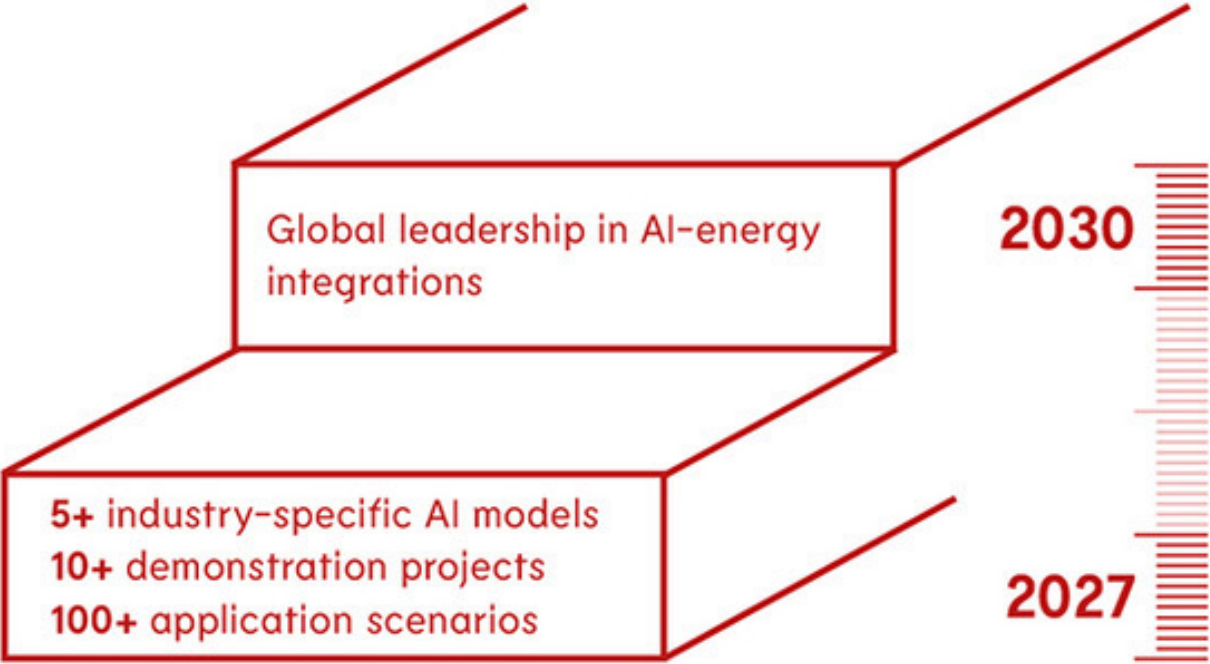 Global leadership in AI-energy
integrations
2030
5+ industry-specific AI models
10+ demonstration projects
100+ application scenarios
2027